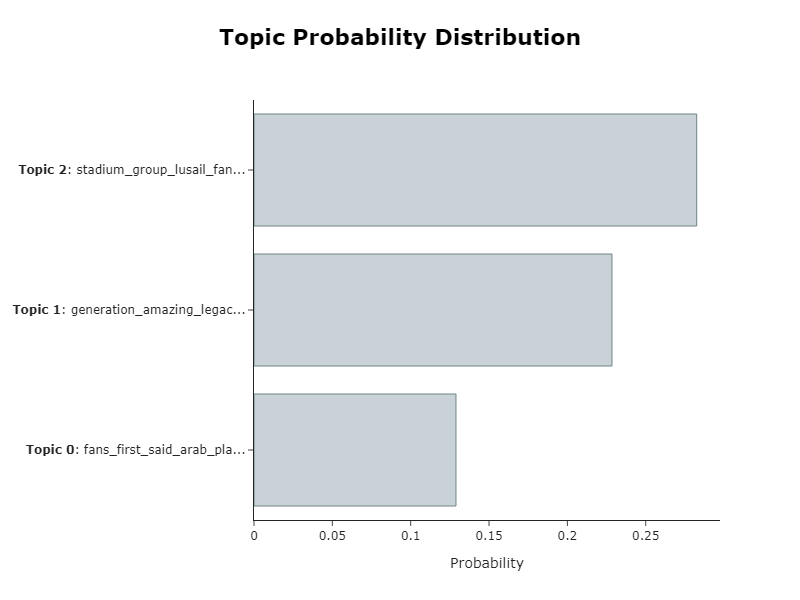 Topic Probability Distribution
Topic 2: stadium_group_lusail_fan...
Topic 1: generation_amazing_legac...
Topic 0: fans_first_said_arab_pla...
0 0.05 0.1 0.15 0.2 0.25
Probability